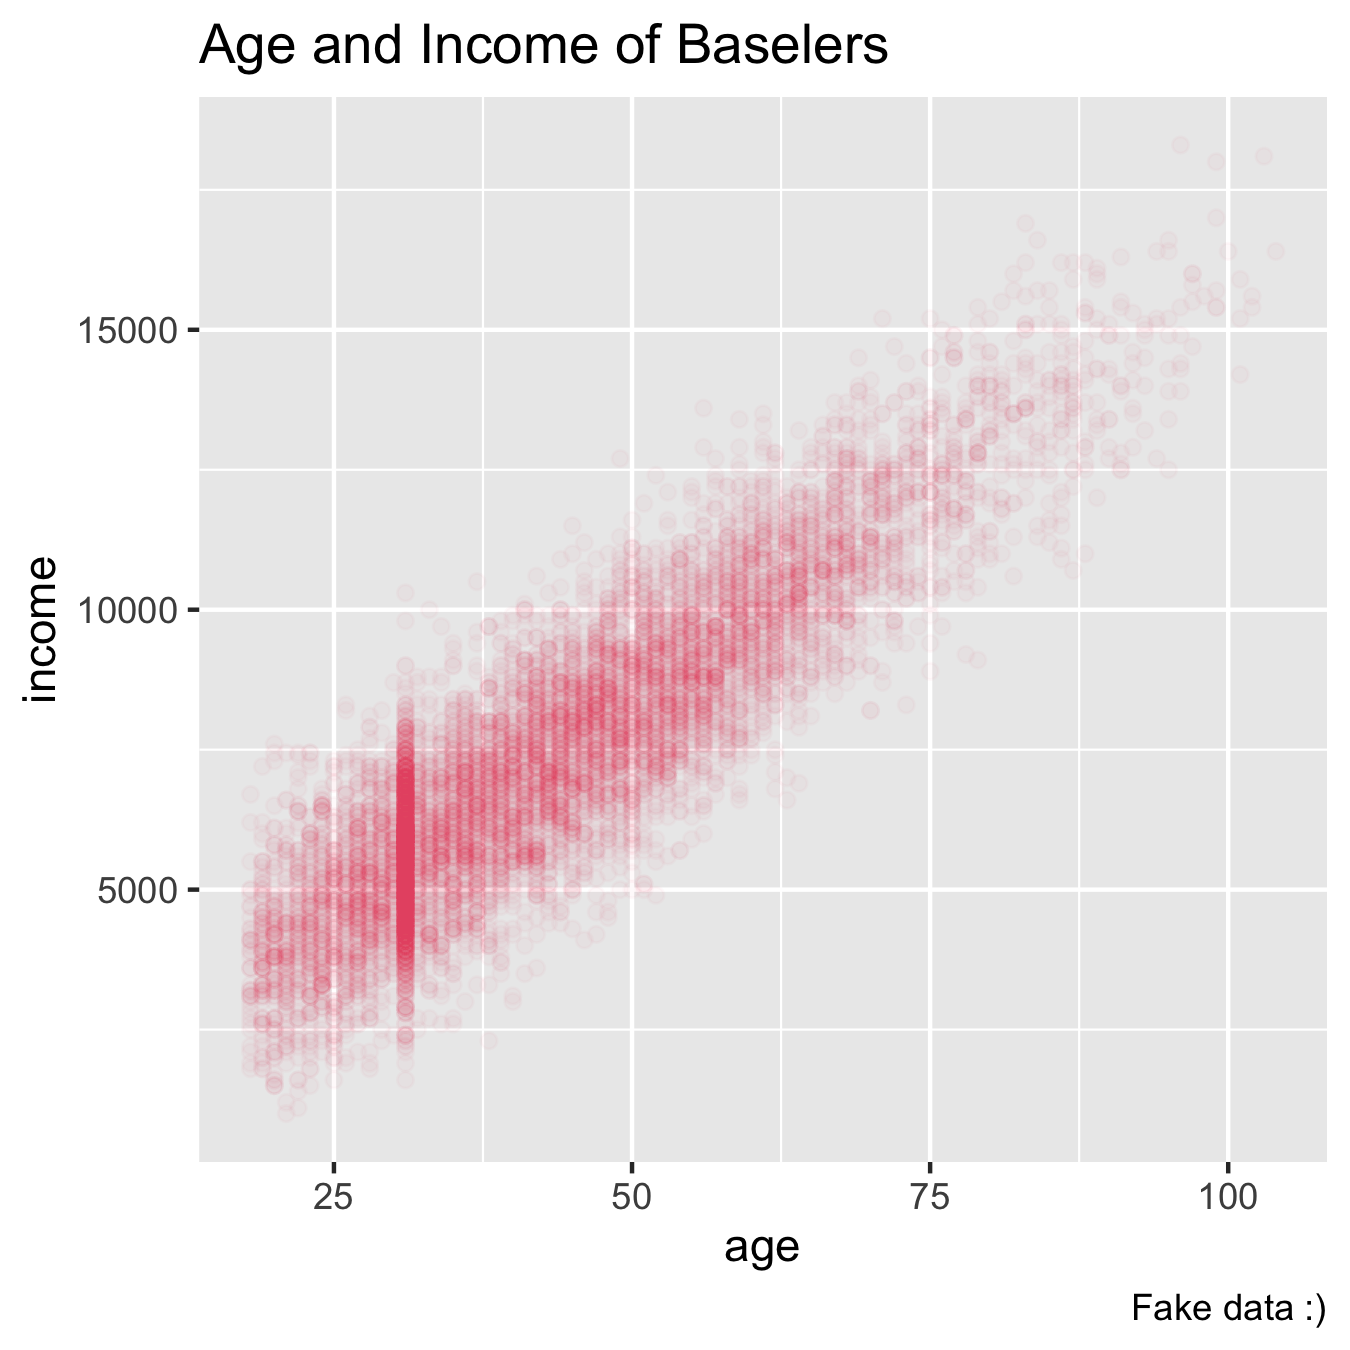 Age and Income of Baselers
income
15000
10000
5000
25 50 75 100
age
Fake data :)